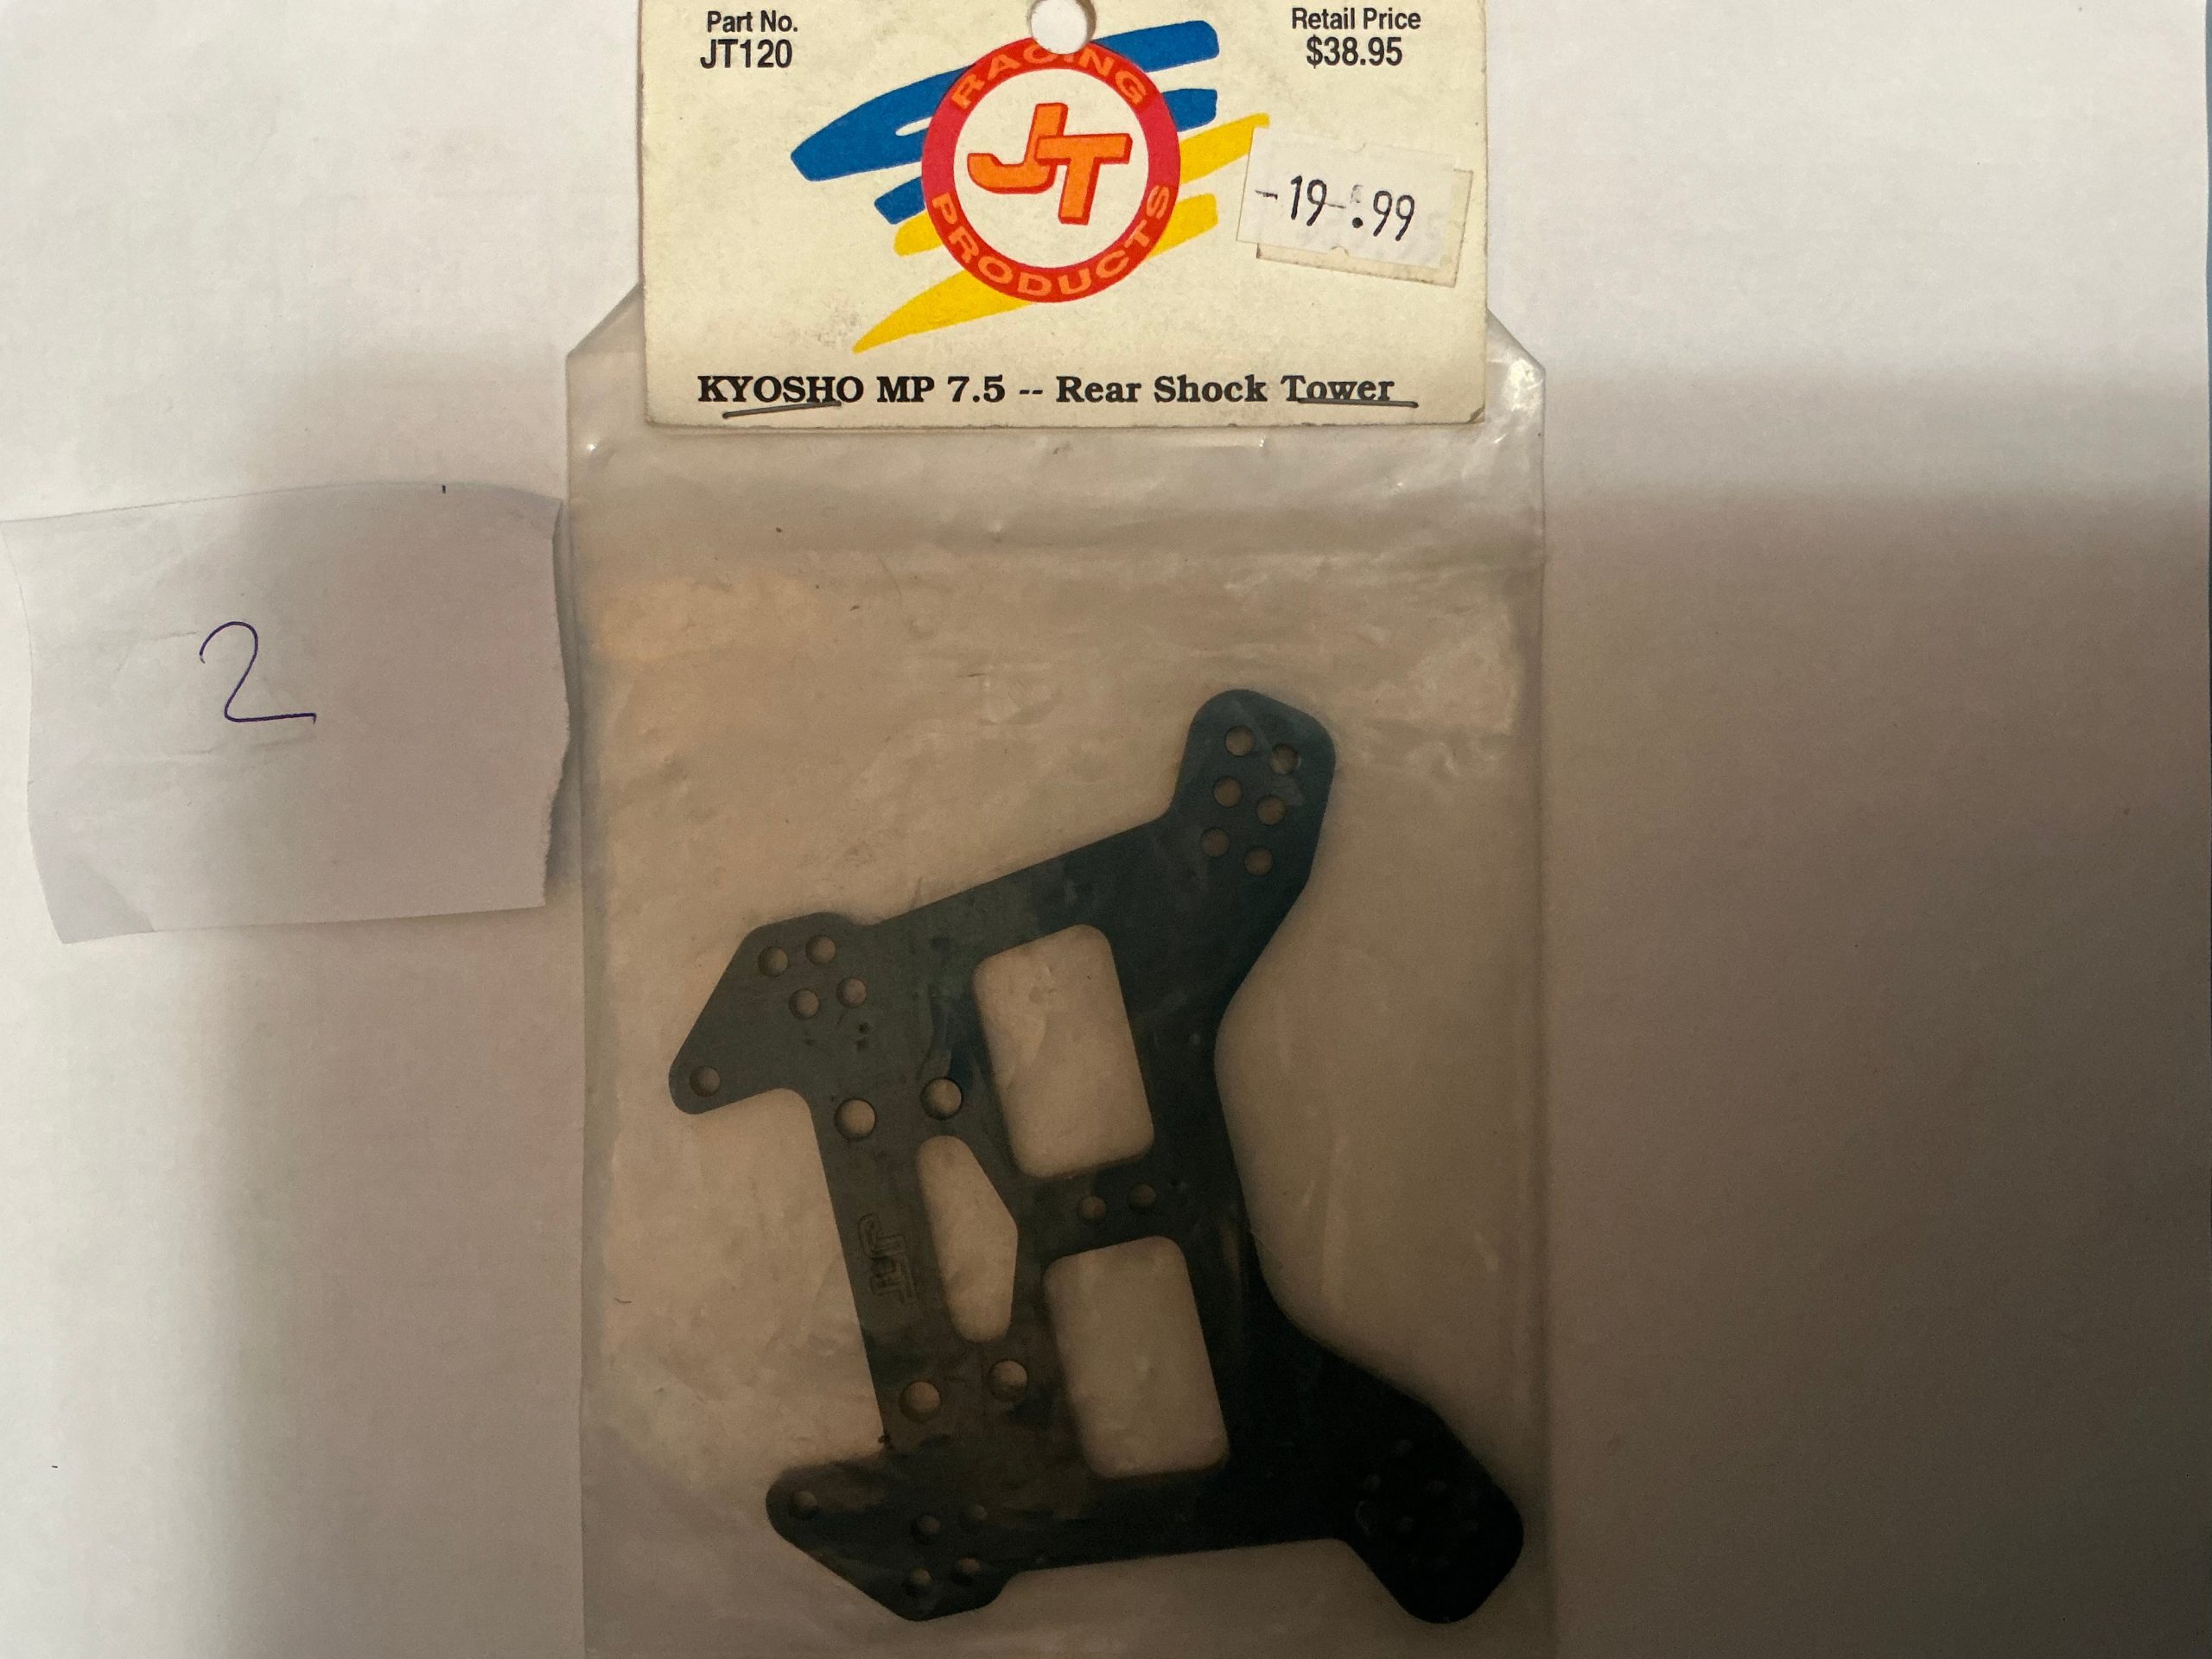 Part No.
JT120
Retail Price
$38.95
RACING
JT
PRODUCTS
-19-.99
KYOSHO MP 7.5 -- Rear Shock Tower
2
JT